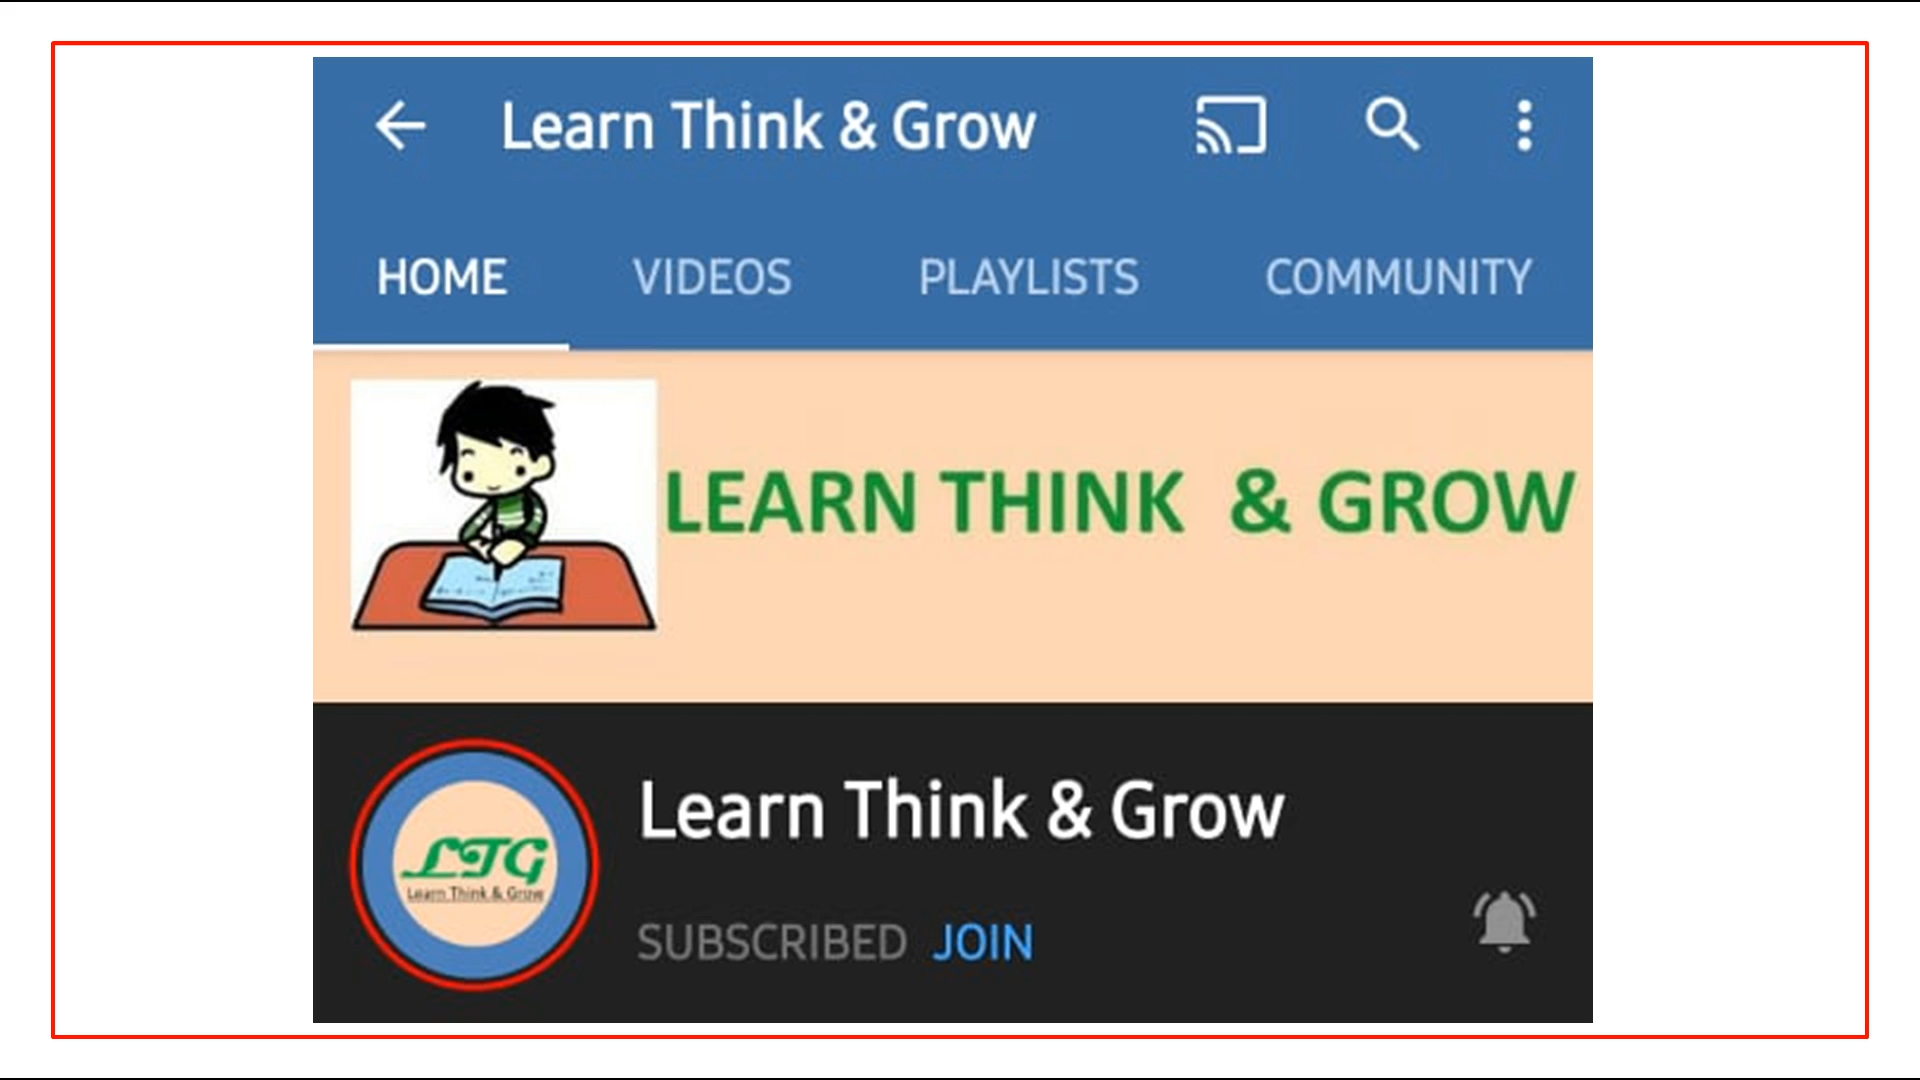 Learn Think & Grow
HOME VIDEOS PLAYLISTS COMMUNITY
LEARN THINK & GROW
Learn Think & Grow
LTG
Learn Think & Grow
SUBSCRIBED JOIN